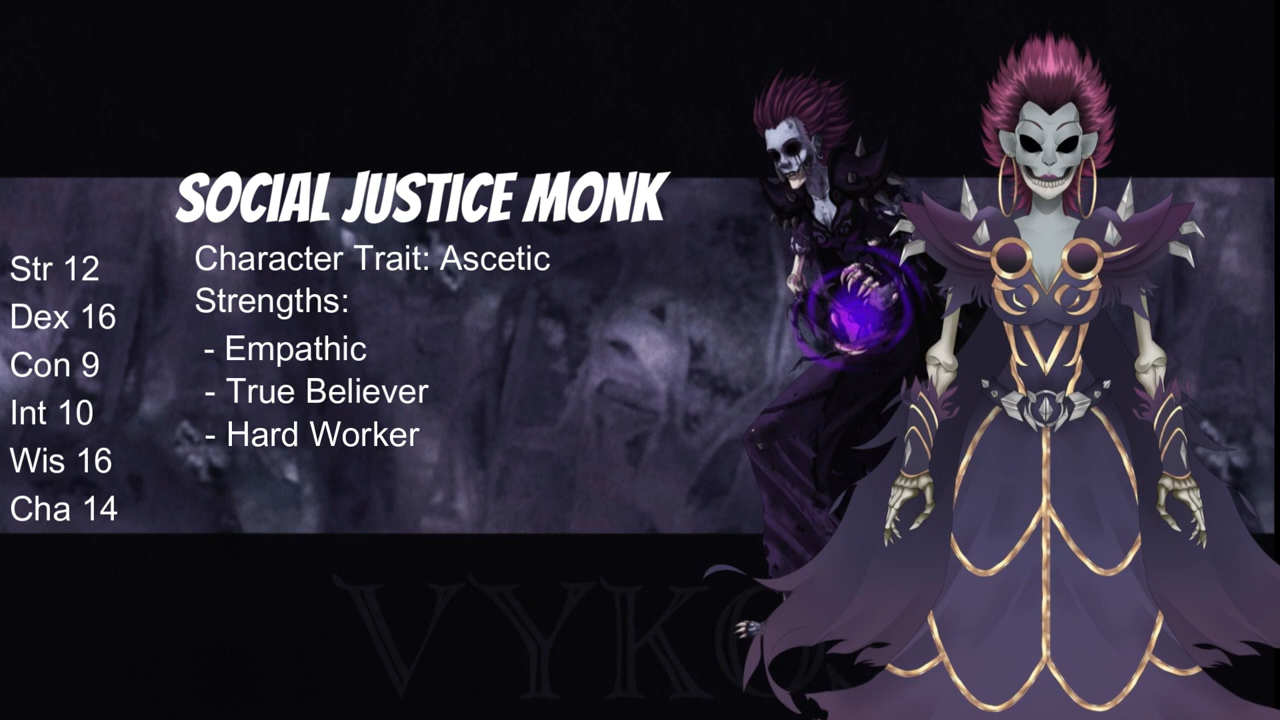 SOCIAL JUSTICE MONK
Str 12
Dex 16
Con 9
Int 10
Wis 16
Cha 14
Character Trait: Ascetic
Strengths:
- Empathic
- True Believer
- Hard Worker